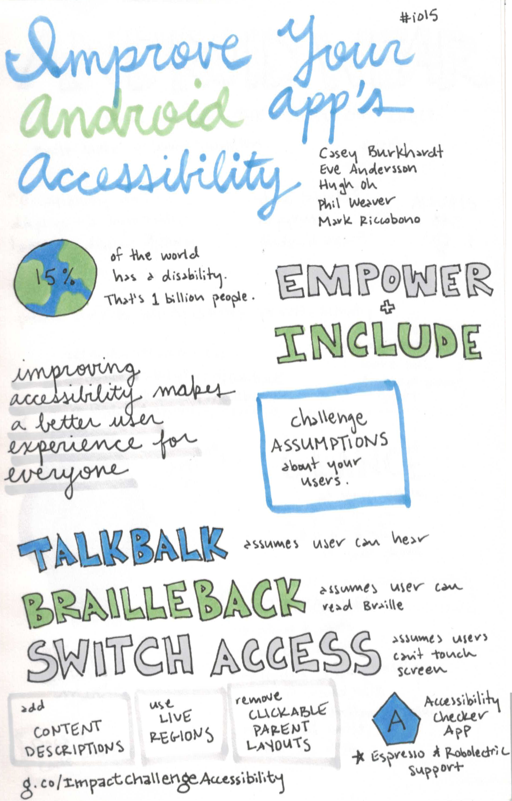 #io15
Improve Your
Android App's
Accessibility
Casey Burkhardt
Eve Andersson
Hugh Oh
Phil Weaver
Mark Riccobono
15%
of the world
has a disability.
That's 1 billion people.
EMPOWER
+
INCLUDE
improving
accessibility makes
a better user
experience for
everyone
challenge
ASSUMPTIONS
about your
users.
TALKBALK
assumes user can hear
BRAILLEBACK
assumes user can
read Braille
SWITCH ACCESS
assumes users
can't touch
screen
add
CONTENT
DESCRIPTIONS
use
LIVE
REGIONS
remove
CLICKABLE
PARENT
LAYOUTS
A
Accessibility
Checker
App
★ Espresso & Robolectric
Support
g.co/ImpactChallengeAccessibility